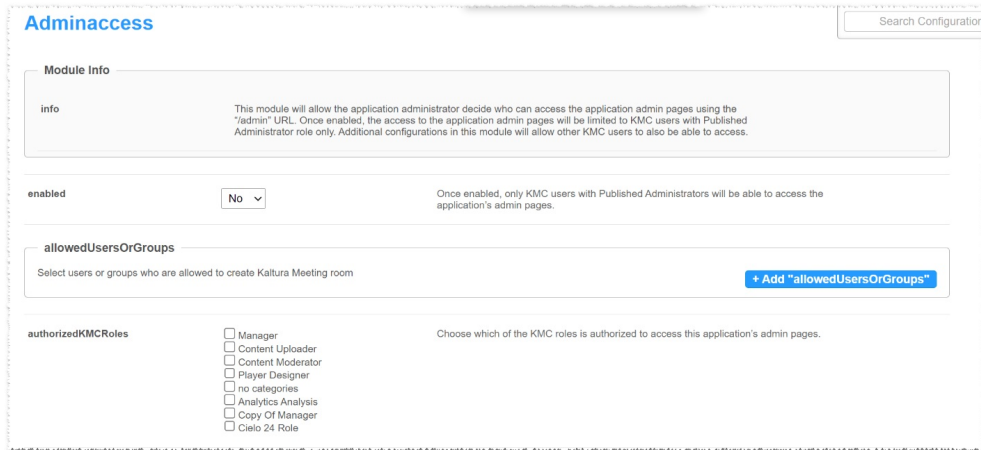 Adminaccess
Search Configuration
Module Info
info
This module will allow the application administrator decide who can access the application admin pages using the
"/admin" URL. Once enabled, the access to the application admin pages will be limited to KMC users with Published
Administrator role only. Additional configurations in this module will allow other KMC users to also be able to access.
enabled
No
Once enabled, only KMC users with Published Administrators will be able to access the
application's admin pages.
allowedUsersOrGroups
Select users or groups who are allowed to create Kaltura Meeting room
+ Add "allowedUsersOrGroups"
authorizedKMCRoles
Manager
Choose which of the KMC roles is authorized to access this application's admin pages.
Content Uploader
Content Moderator
Player Designer
no categories
Analytics Analysis
Copy Of Manager
Cielo 24 Role